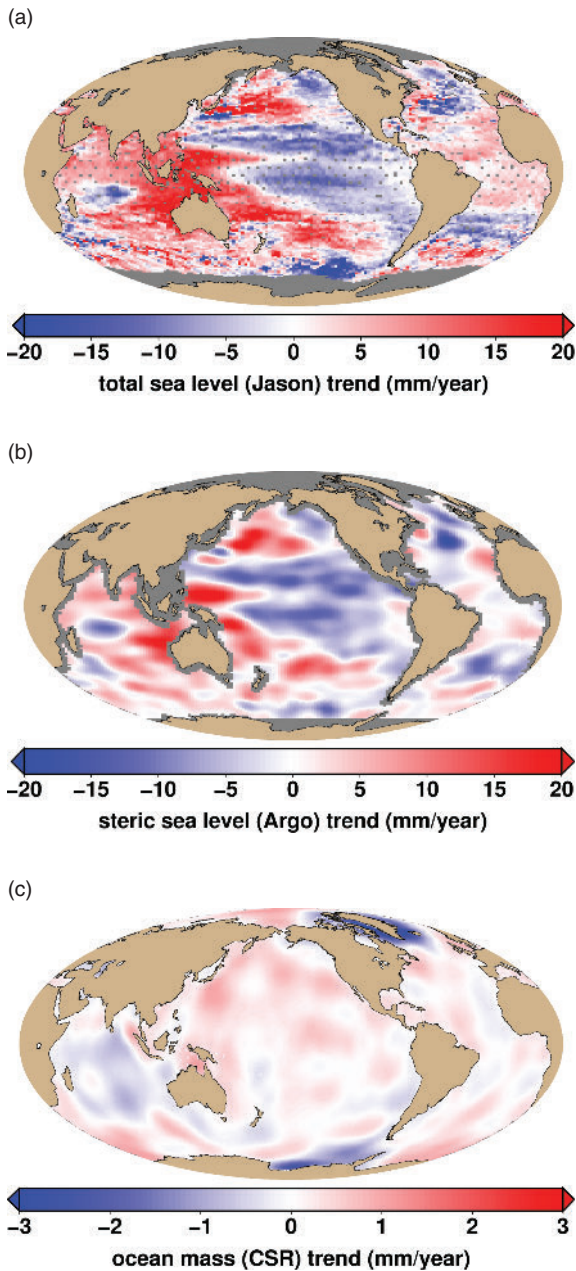 (a)
−20 −15 −10 −5 0 5 10 15 20
total sea level (Jason) trend (mm/year)
(b)
−20 −15 −10 −5 0 5 10 15 20
steric sea level (Argo) trend (mm/year)
(c)
−3 −2 −1 0 1 2 3
ocean mass (CSR) trend (mm/year)